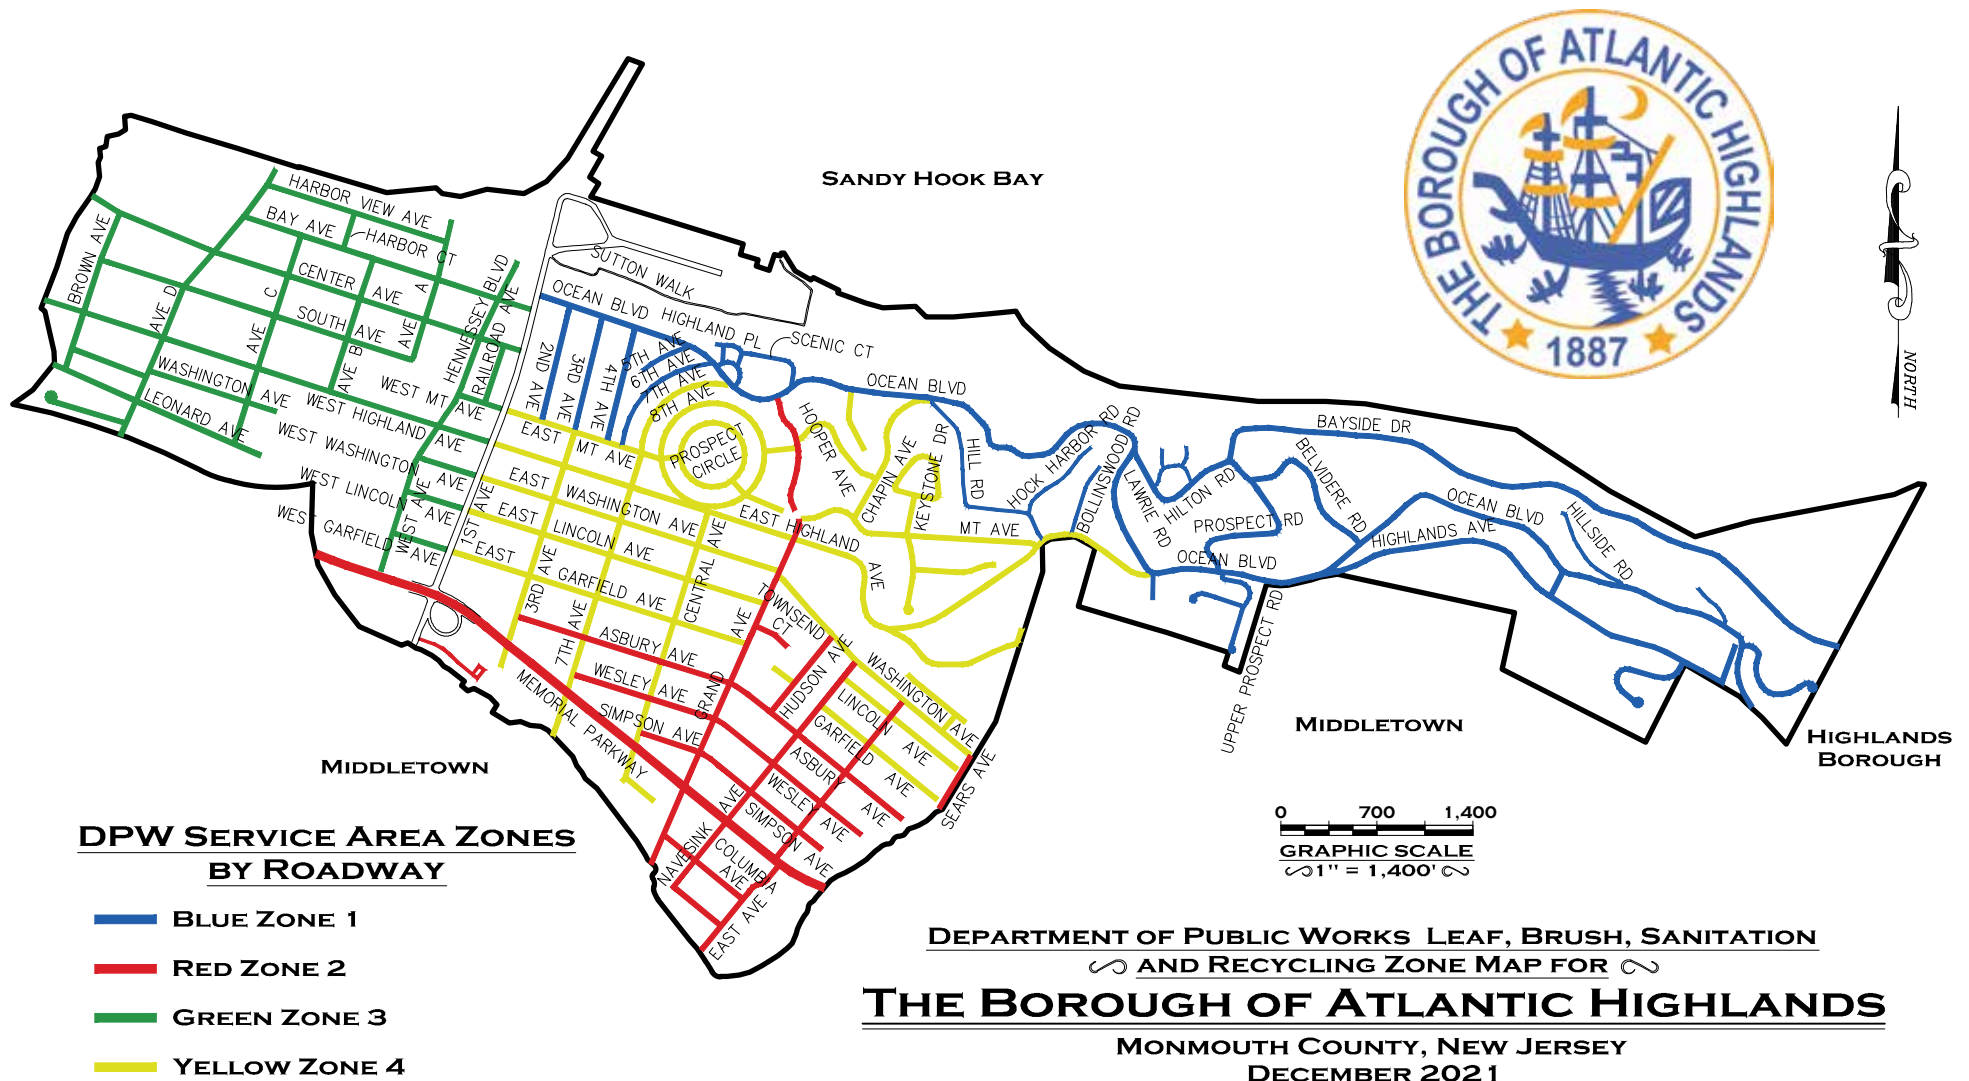 THE BOROUGH OF ATLANTIC HIGHLANDS
1887
NORTH
SANDY HOOK BAY
HARBOR VIEW AVE
BAY AVE
HARBOR CT
BROWN AVE
CENTER AVE
AVE A
AVE D
AVE C
SOUTH AVE
AVE B
HENNESSEY BLVD
RAILROAD AVE
WASHINGTON AVE
LEONARD AVE
WEST MT AVE
WEST HIGHLAND AVE
WEST WASHINGTON AVE
WEST LINCOLN AVE
WEST GARFIELD AVE
WEST AVE
1ST AVE
SUTTON WALK
OCEAN BLVD
HIGHLAND PL
SCENIC CT
2ND AVE
3RD AVE
4TH AVE
5TH AVE
6TH AVE
7TH AVE
8TH AVE
PROSPECT CIRCLE
EAST MT AVE
EAST WASHINGTON AVE
EAST LINCOLN AVE
EAST GARFIELD AVE
EAST HIGHLAND AVE
3RD AVE
7TH AVE
CENTRAL AVE
GRAND AVE
HOOPER AVE
CHAPIN AVE
KEYSTONE DR
OCEAN BLVD
HILL RD
HOCK HARBOR RD
BOLLINSWOOD RD
MT AVE
LAWRIE RD
HILTON RD
PROSPECT RD
OCEAN BLVD
BAYSIDE DR
BELVIDERE RD
OCEAN BLVD
HIGHLANDS AVE
HILLSIDE RD
UPPER PROSPECT RD
TOWNSEND CT
ASBURY AVE
WESLEY AVE
SIMPSON AVE
MEMORIAL PARKWAY
HUDSON AVE
WASHINGTON AVE
LINCOLN AVE
GARFIELD AVE
ASBURY AVE
WESLEY AVE
SIMPSON AVE
SEARS AVE
NAVESINK AVE
COLUMBIA AVE
EAST AVE
MIDDLETOWN
MIDDLETOWN
HIGHLANDS
BOROUGH
0 700 1,400
GRAPHIC SCALE
1" = 1,400'
DPW SERVICE AREA ZONES
BY ROADWAY
BLUE ZONE 1
RED ZONE 2
GREEN ZONE 3
YELLOW ZONE 4
DEPARTMENT OF PUBLIC WORKS LEAF, BRUSH, SANITATION
AND RECYCLING ZONE MAP FOR
THE BOROUGH OF ATLANTIC HIGHLANDS
MONMOUTH COUNTY, NEW JERSEY
DECEMBER 2021